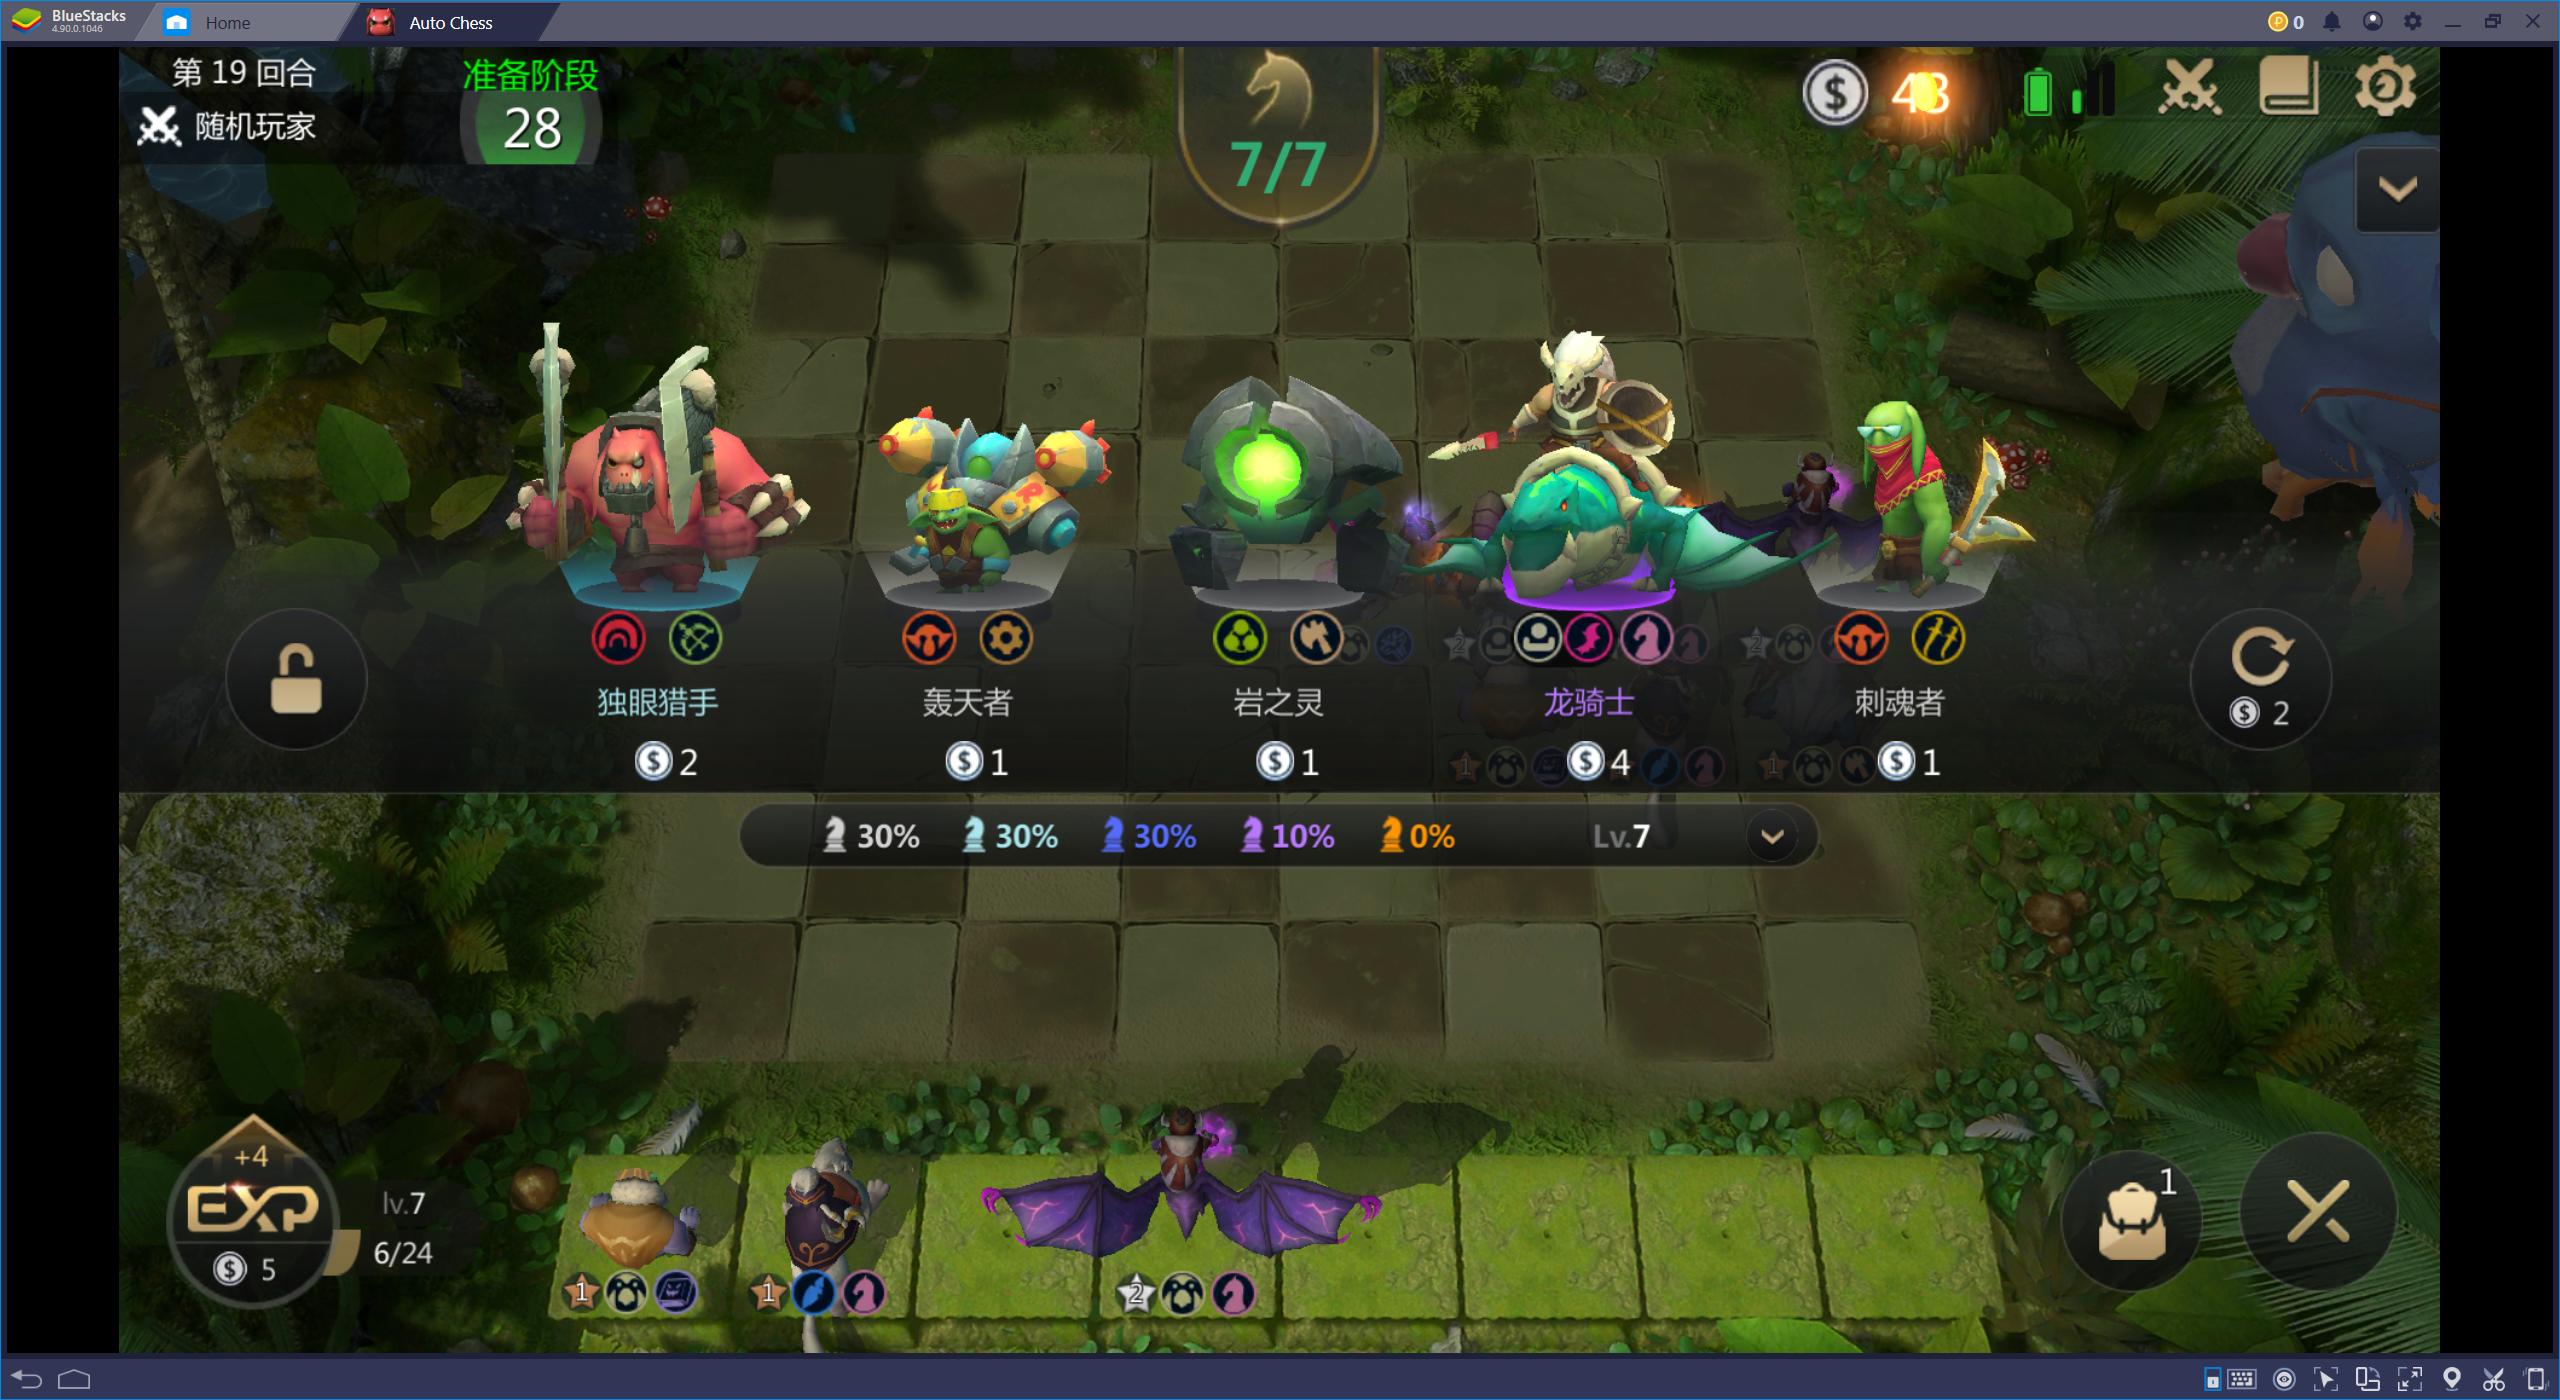 BlueStacks
4.90.0.1046
Home
Auto Chess
0
第 19 回合
准备阶段
随机玩家
28
7/7
独眼猎手
轰天者
岩之灵
龙骑士
刺魂者
2
1
1
4
1
2
30%
30%
30%
10%
0%
Lv.7
+4
EXP
5
lv.7
6/24
1
1
2
1